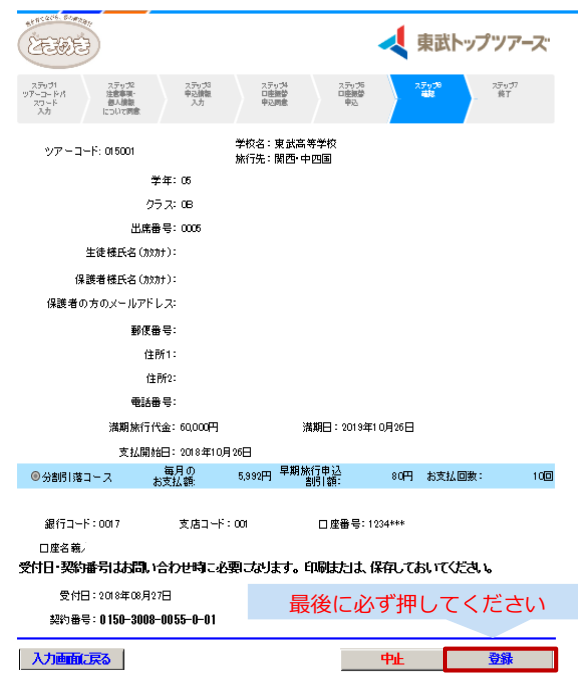 ときめき
東武トップツアーズ
ステップ1
ツアーコード/パスワード
入力
ステップ2
注意事項・
個人情報
について同意
ステップ3
申込情報
入力
ステップ4
口座振替
申込同意
ステップ5
口座振替
申込
ステップ6
確認
ステップ7
完了
ツアーコード: 015001
学校名：東武高等学校
旅行先：関西・中四国
学年: 05
クラス: 0B
出席番号: 0005
生徒様氏名(カタカナ):
保護者様氏名(カタカナ):
保護者の方のメールアドレス:
郵便番号:
住所1:
住所2:
電話番号:
満期旅行代金: 60,000円
満期日：2019年10月26日
支払開始日: 2018年10月26日
分割引落コース
毎月の
お支払額:
5,992円
早期旅行申込
割引額:
80円
お支払回数:
10回
銀行コード：0017
支店コード：001
口座番号：1234***
口座名義
受付日・契約番号はお問い合わせ時に必要になります。印刷または、保存しておいてください。
受付日：2018年08月27日
最後に必ず押してください
契約番号：0150-3008-0055-0-01
入力画面に戻る
中止
登録